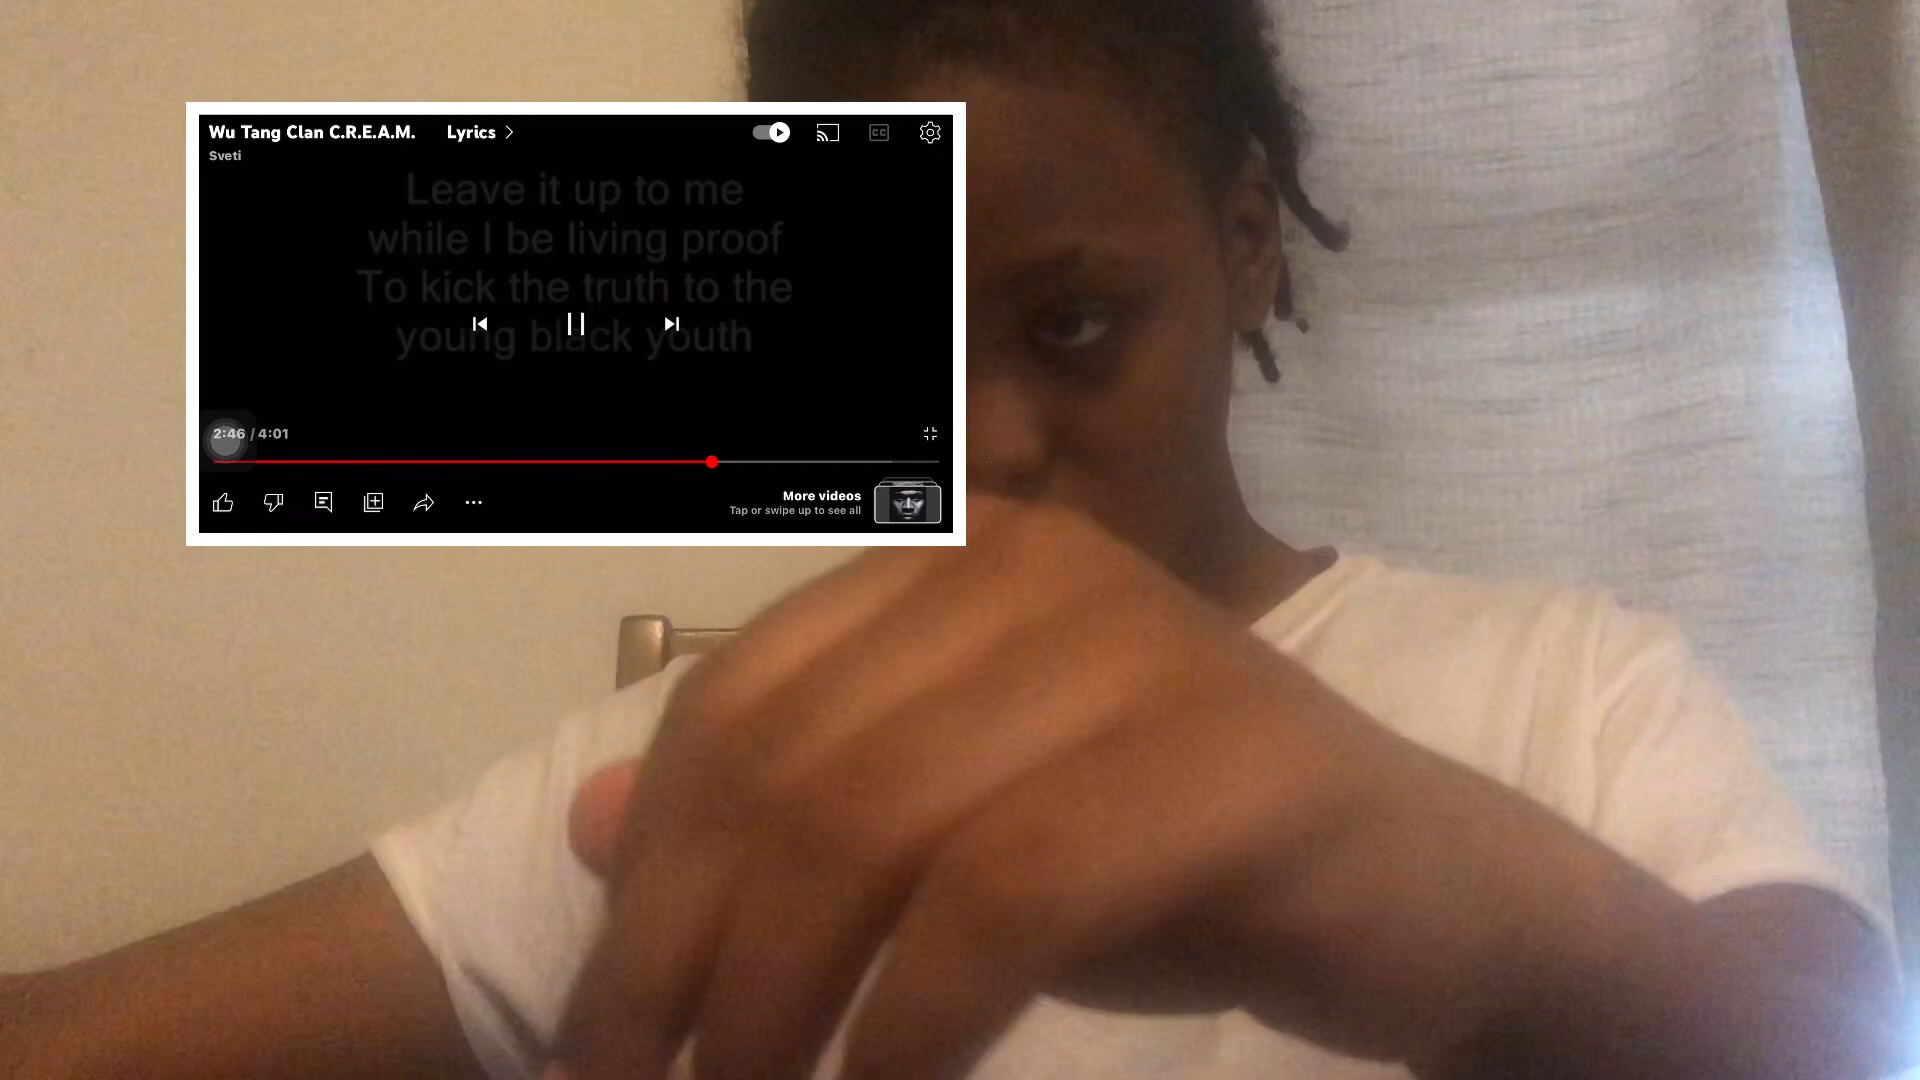 Wu Tang Clan C.R.E.A.M. Lyrics
Sveti
CC
Leave it up to me
while I be living proof
To kick the truth to the
young black youth
2:46 / 4:01
More videos
Tap or swipe up to see all